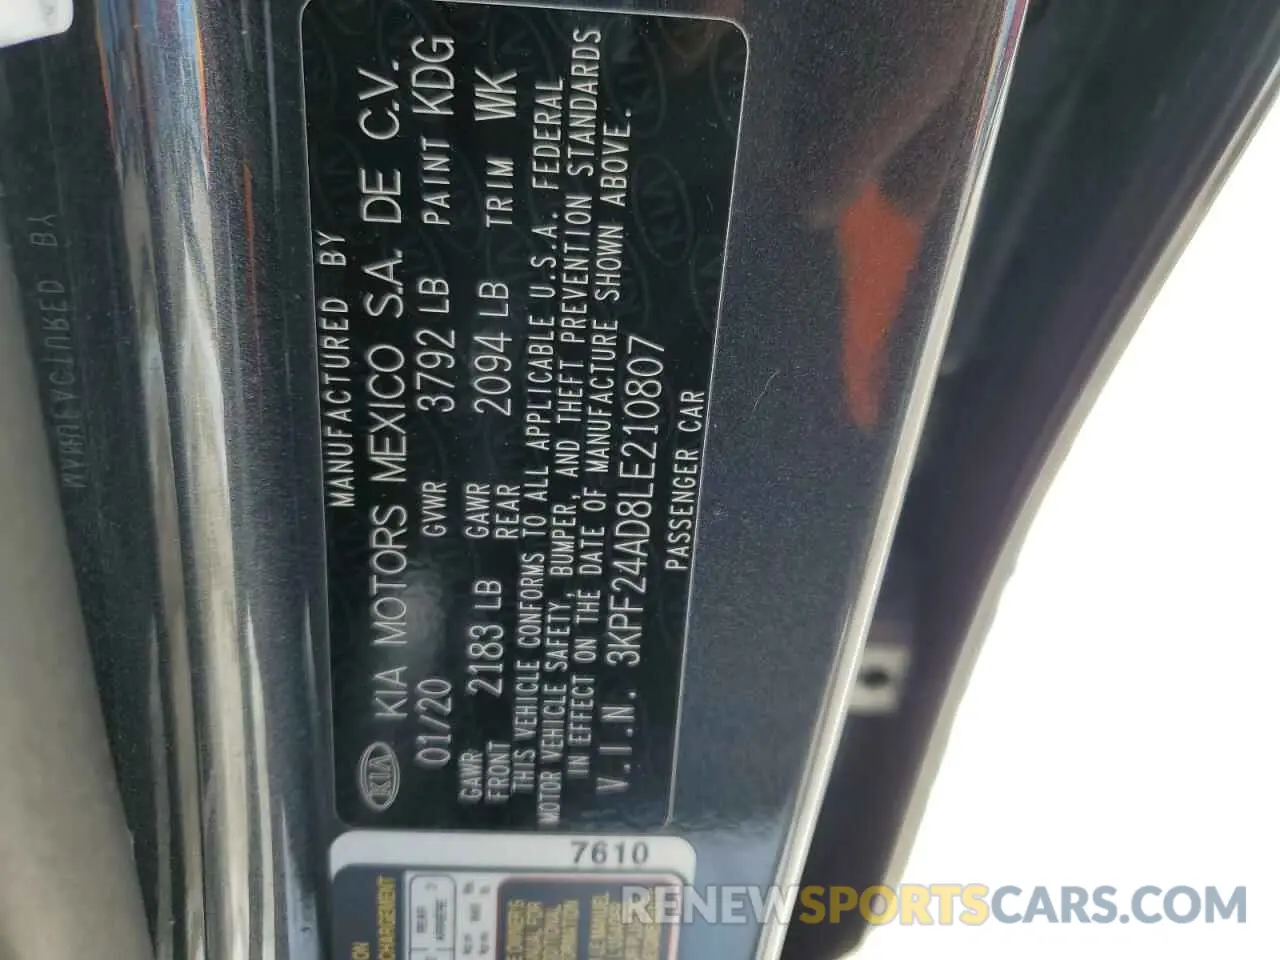 MANUFACTURED BY
KIA KIA MOTORS MEXICO S.A. DE C.V.
01/20 GVWR 3792 LB PAINT KDG
GAWR FRONT 2183 LB GAWR REAR 2094 LB TRIM WK
THIS VEHICLE CONFORMS TO ALL APPLICABLE U.S.A. FEDERAL
MOTOR VEHICLE SAFETY, BUMPER, AND THEFT PREVENTION STANDARDS
IN EFFECT ON THE DATE OF MANUFACTURE SHOWN ABOVE.
V.I.N. 3KPF24AD8LE210807
PASSENGER CAR
7610
REAR
RENEWSPORTSCARS.COM